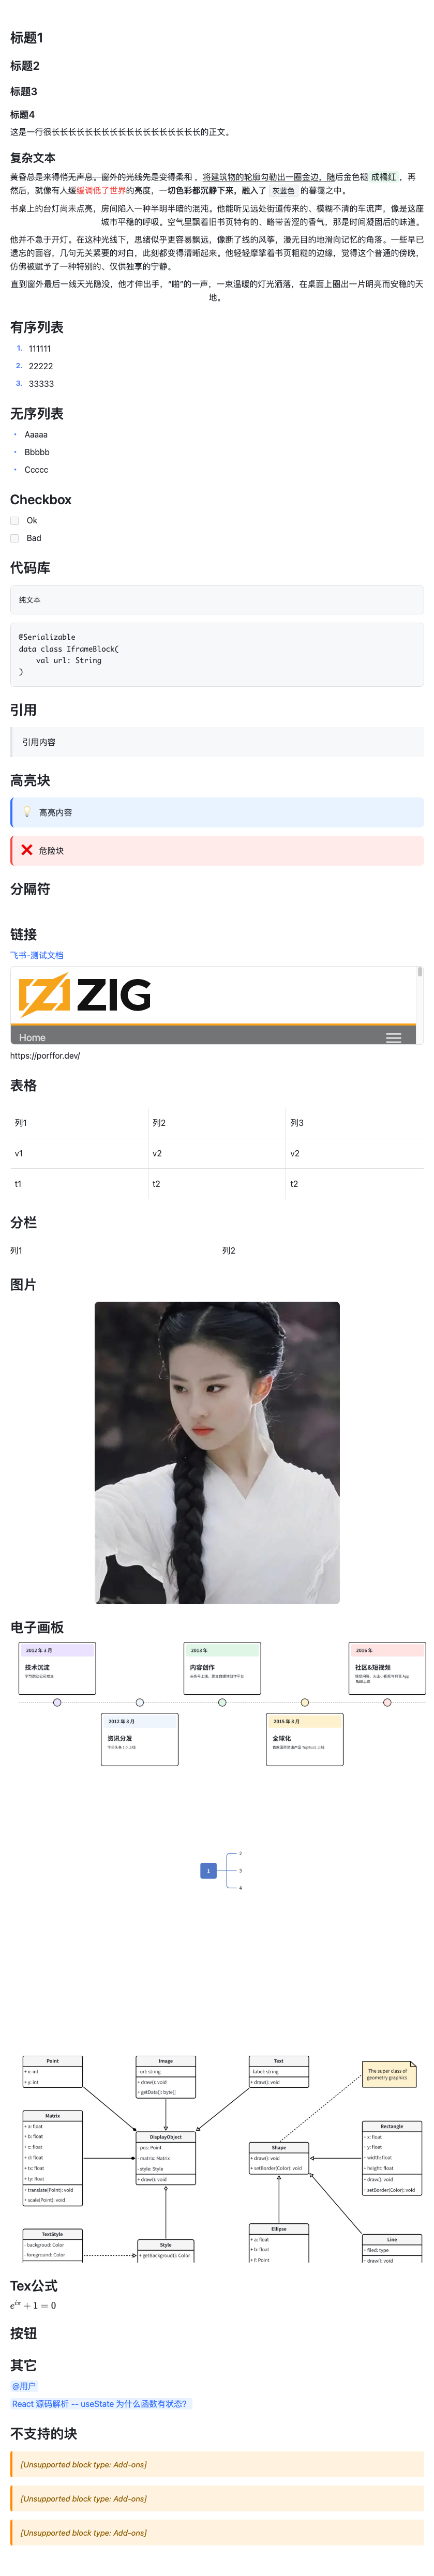 标题1
标题2
标题3
标题4
这是一行很长长长长长长长长长长长长长长长长长长的正文。
复杂文本
黄昏总是来得悄无声息。窗外的光线先是变得柔和 ，将建筑物的轮廓勾勒出一圈金边，随后金色褪 成橘红 ，再
然后，就像有人缓缓调低了世界的亮度，一切色彩都沉静下来，融入了 灰蓝色 的暮霭之中。
书桌上的台灯尚未点亮，房间陷入一种半明半暗的混沌。他能听见远处街道传来的、模糊不清的车流声，像是这座
城市平稳的呼吸。空气里飘着旧书页特有的、略带苦涩的香气，那是时间凝固后的味道。
他并不急于开灯。在这种光线下，思绪似乎更容易飘远，像断了线的风筝，漫无目的地滑向记忆的角落。一些早已
遗忘的面容，几句无关紧要的对白，此刻都变得清晰起来。他轻轻摩挲着书页粗糙的边缘，觉得这个普通的傍晚，
仿佛被赋予了一种特别的、仅供独享的宁静。
直到窗外最后一线天光隐没，他才伸出手，“啪”的一声，一束温暖的灯光洒落，在桌面上圈出一片明亮而安稳的天
地。
有序列表
1. 111111
2. 22222
3. 33333
无序列表
• Aaaaa
• Bbbbb
• Ccccc
Checkbox
Ok
Bad
代码库
纯文本
@Serializable
data class IframeBlock(
    val url: String
)
引用
引用内容
高亮块
高亮内容
危险块
分隔符
链接
飞书-测试文档
ZIG
Home
https://porffor.dev/
表格
列1 列2 列3
v1 v2 v2
t1 t2 t2
分栏
列1 列2
图片
电子画板
2012 年 3 月
技术沉淀
2013 年
内容创作
2016 年
社区&短视频
2012 年 8 月
资讯分发
今日头条 1.0 上线
2015 年 8 月
全球化
1
2
3
4
Point
+ x: int
+ y: int
Image
- url: string
+ draw(): void
+ getData(): byte[]
Text
- label: string
+ draw(): void
The super class of
geometry graphics
Matrix
+ a: float
+ b: float
+ c: float
+ d: float
+ tx: float
+ ty: float
+ translate(Point): void
+ scale(Point): void
DisplayObject
- pos: Point
- matrix: Matrix
- style: Style
+ draw(): void
Shape
+ draw(): void
+ setBorder(Color): void
Rectangle
+ x: float
+ y: float
+ width: float
+ height: float
+ draw(): void
+ setBorder(Color): void
TextStyle
- backgroud: Color
- foreground: Color
Style
+ getBackgroud(): Color
Ellipse
+ a: float
+ b: float
+ f: Point
Line
+ filed: type
+ draw(): void
Tex公式
e^{iπ} + 1 = 0
按钮
其它
@用户
React 源码解析 -- useState 为什么函数有状态?
不支持的块
[Unsupported block type: Add-ons]
[Unsupported block type: Add-ons]
[Unsupported block type: Add-ons]